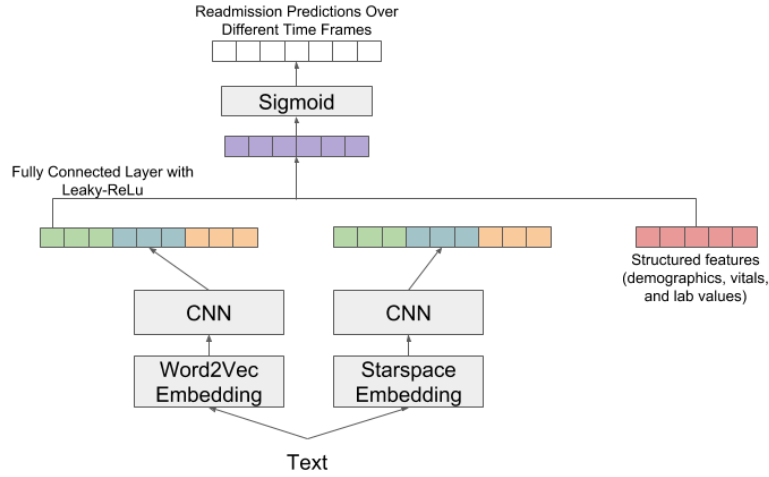 Readmission Predictions Over
Different Time Frames
Sigmoid
Fully Connected Layer with
Leaky-ReLu
Structured features
(demographics, vitals,
and lab values)
CNN
CNN
Word2Vec
Embedding
Starspace
Embedding
Text